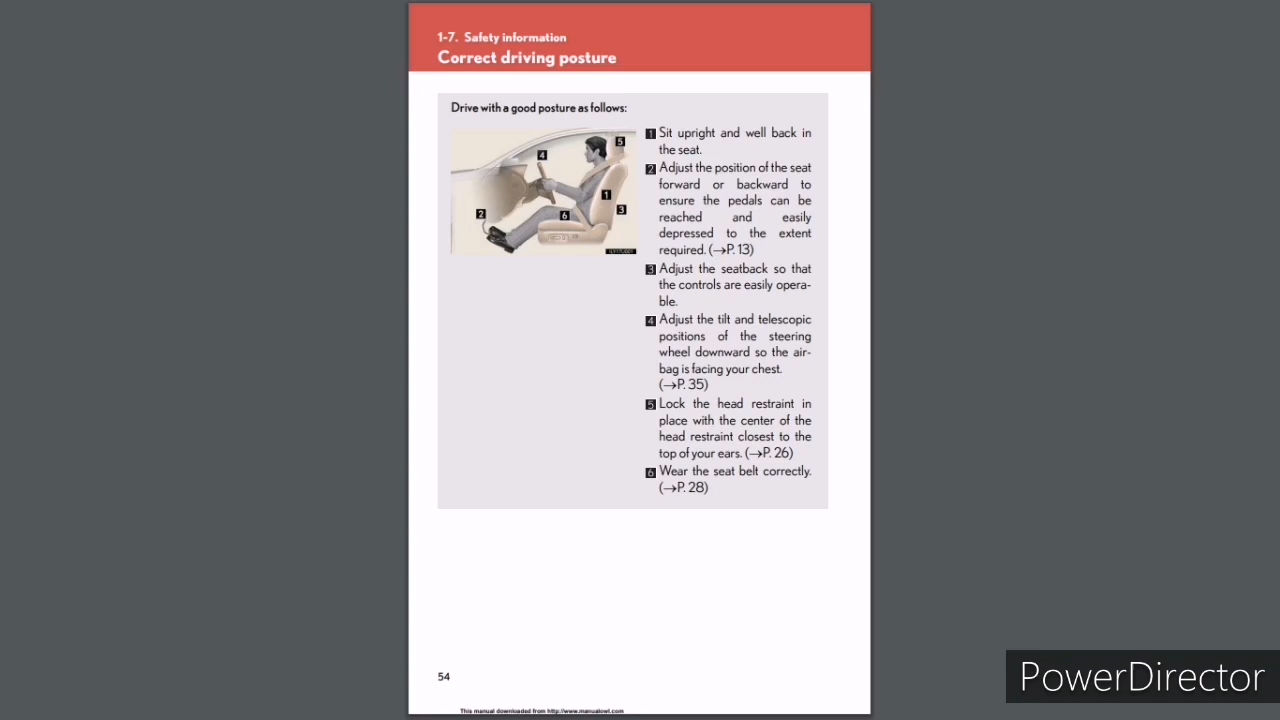 1-7. Safety information
Correct driving posture
Drive with a good posture as follows:
4
5
1
2
6
3
1 Sit upright and well back in
the seat.
2 Adjust the position of the seat
forward or backward to
ensure the pedals can be
reached and easily
depressed to the extent
required. (→P. 13)
3 Adjust the seatback so that
the controls are easily opera-
ble.
4 Adjust the tilt and telescopic
positions of the steering
wheel downward so the air-
bag is facing your chest.
(→P. 35)
5 Lock the head restraint in
place with the center of the
head restraint closest to the
top of your ears. (→P. 26)
6 Wear the seat belt correctly.
(→P. 28)
54
This manual downloaded from http://www.manualowl.com
PowerDirector